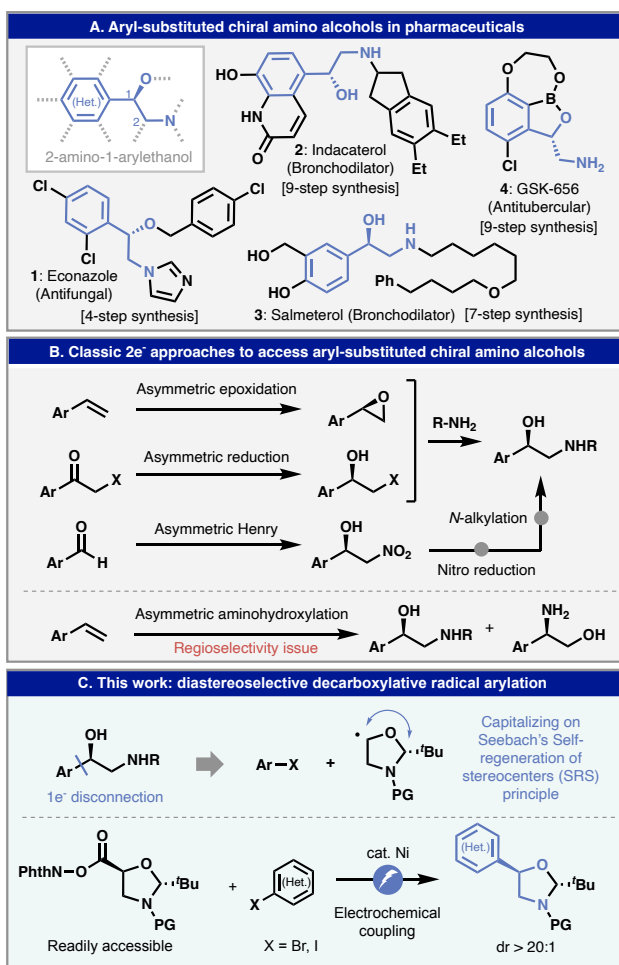 A. Aryl-substituted chiral amino alcohols in pharmaceuticals
(Het.)
O
1
2
N
2-amino-1-arylethanol
HO
HN
O
OH
NH
Et
Et
2: Indacaterol
(Bronchodilator)
[9-step synthesis]
O
O
B
O
Cl
NH2
4: GSK-656
(Antitubercular)
[9-step synthesis]
Cl
Cl
O
Cl
N
N
1: Econazole
(Antifungal)
[4-step synthesis]
HO
HO
OH
H
N
Ph
O
3: Salmeterol (Bronchodilator)
[7-step synthesis]
B. Classic 2e- approaches to access aryl-substituted chiral amino alcohols
Ar
Asymmetric epoxidation
Ar
O
R-NH2
OH
Ar
NHR
O
Ar
X
Asymmetric reduction
OH
Ar
X
O
Ar
H
Asymmetric Henry
OH
Ar
NO2
N-alkylation
Nitro reduction
Ar
Asymmetric aminohydroxylation
Regioselectivity issue
OH
Ar
NHR
+
NH2
Ar
OH
C. This work: diastereoselective decarboxylative radical arylation
OH
Ar
NHR
1e- disconnection
Ar–X
+
O
tBu
N
PG
Capitalizing on
Seebach's Self-
regeneration of
stereocenters (SRS)
principle
O
PhthN
O
O
tBu
N
PG
Readily accessible
+
(Het.)
X
X = Br, I
cat. Ni
Electrochemical
coupling
(Het.)
O
tBu
N
PG
dr > 20:1